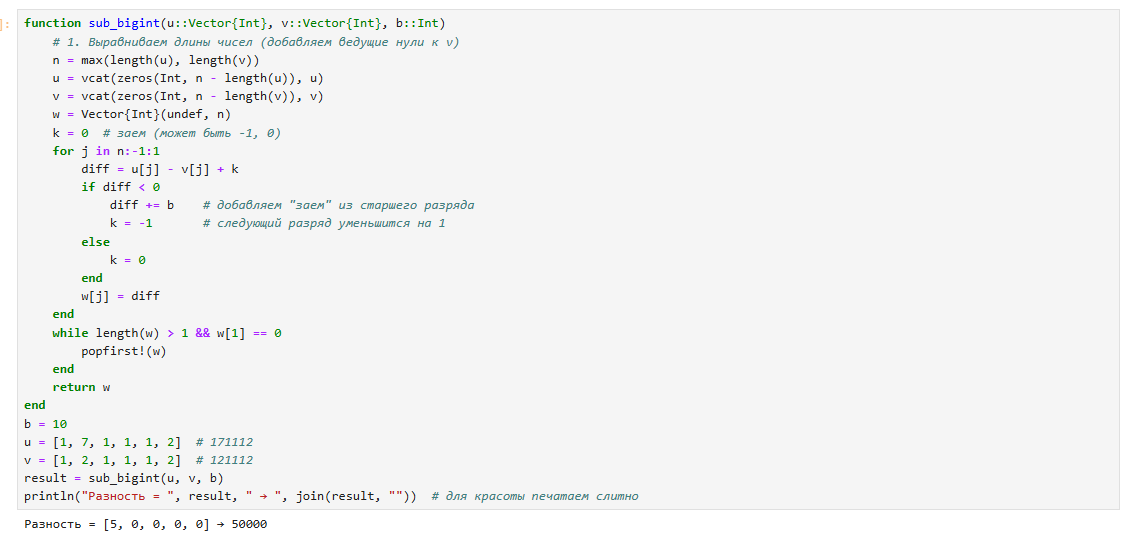 ]:
function sub_bigint(u::Vector{Int}, v::Vector{Int}, b::Int)
    # 1. Выравниваем длины чисел (добавляем ведущие нули к v)
    n = max(length(u), length(v))
    u = vcat(zeros(Int, n - length(u)), u)
    v = vcat(zeros(Int, n - length(v)), v)
    w = Vector{Int}(undef, n)
    k = 0  # заем (может быть -1, 0)
    for j in n:-1:1
        diff = u[j] - v[j] + k
        if diff < 0
            diff += b    # добавляем "заем" из старшего разряда
            k = -1       # следующий разряд уменьшится на 1
        else
            k = 0
        end
        w[j] = diff
    end
    while length(w) > 1 && w[1] == 0
        popfirst!(w)
    end
    return w
end
b = 10
u = [1, 7, 1, 1, 1, 2]  # 171112
v = [1, 2, 1, 1, 1, 2]  # 121112
result = sub_bigint(u, v, b)
println("Разность = ", result, " → ", join(result, ""))  # для красоты печатаем слитно
Разность = [5, 0, 0, 0, 0] → 50000